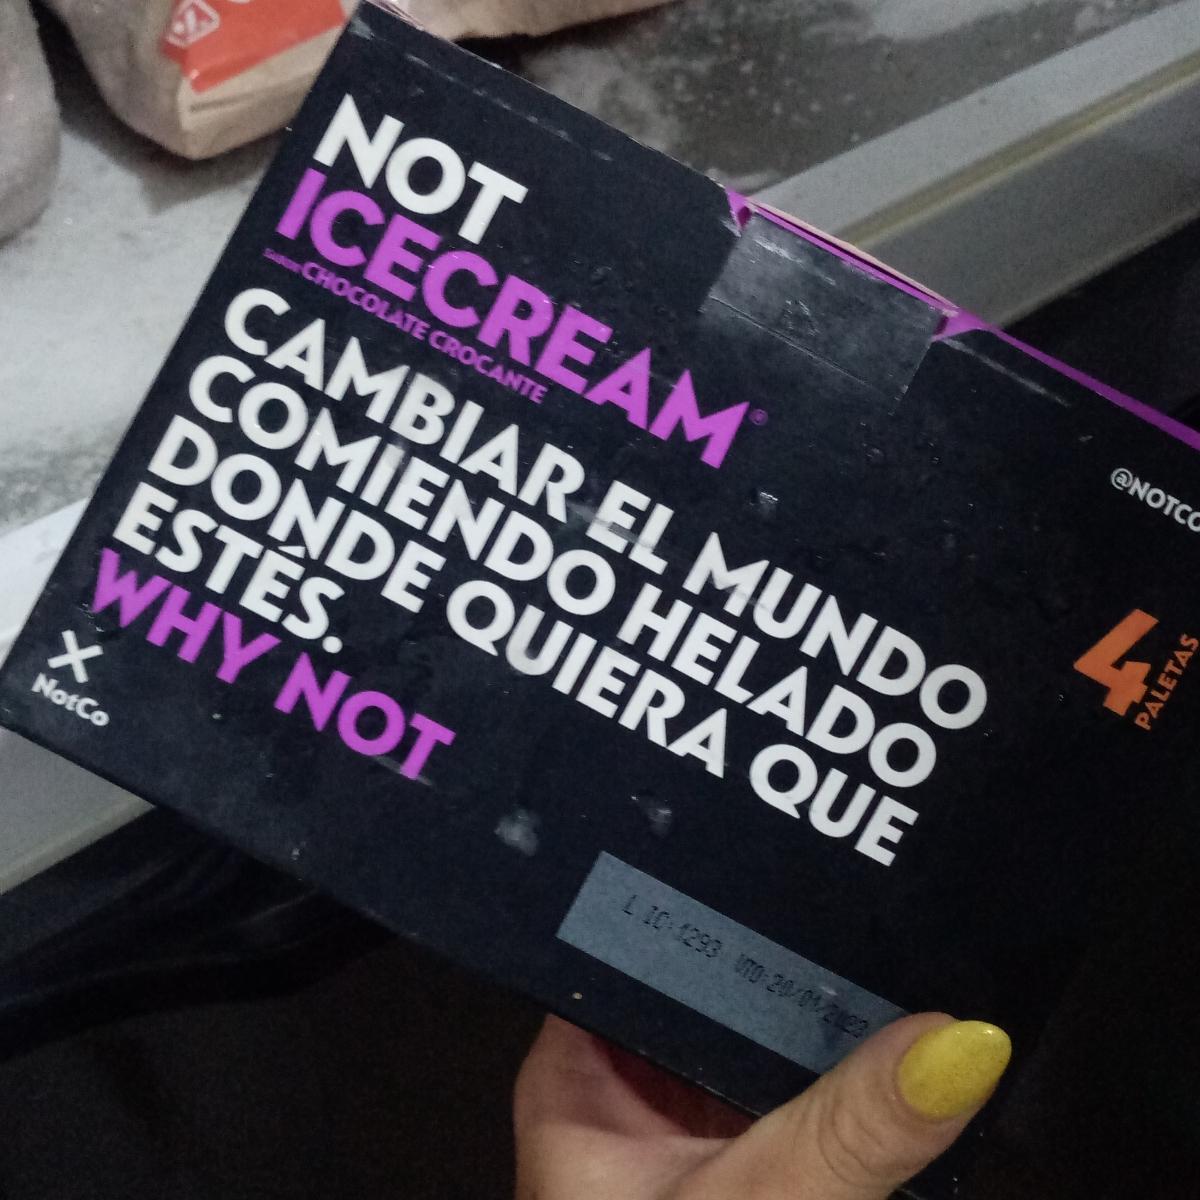 NOT
ICECREAM®
SABOR CHOCOLATE CROCANTE
CAMBIAR EL MUNDO
COMIENDO HELADO
DONDE QUIERA QUE
ESTÉS.
WHY NOT
NotCo
@NOTCO
4
PALETAS
L IC:1293 VTO:20/01/2023